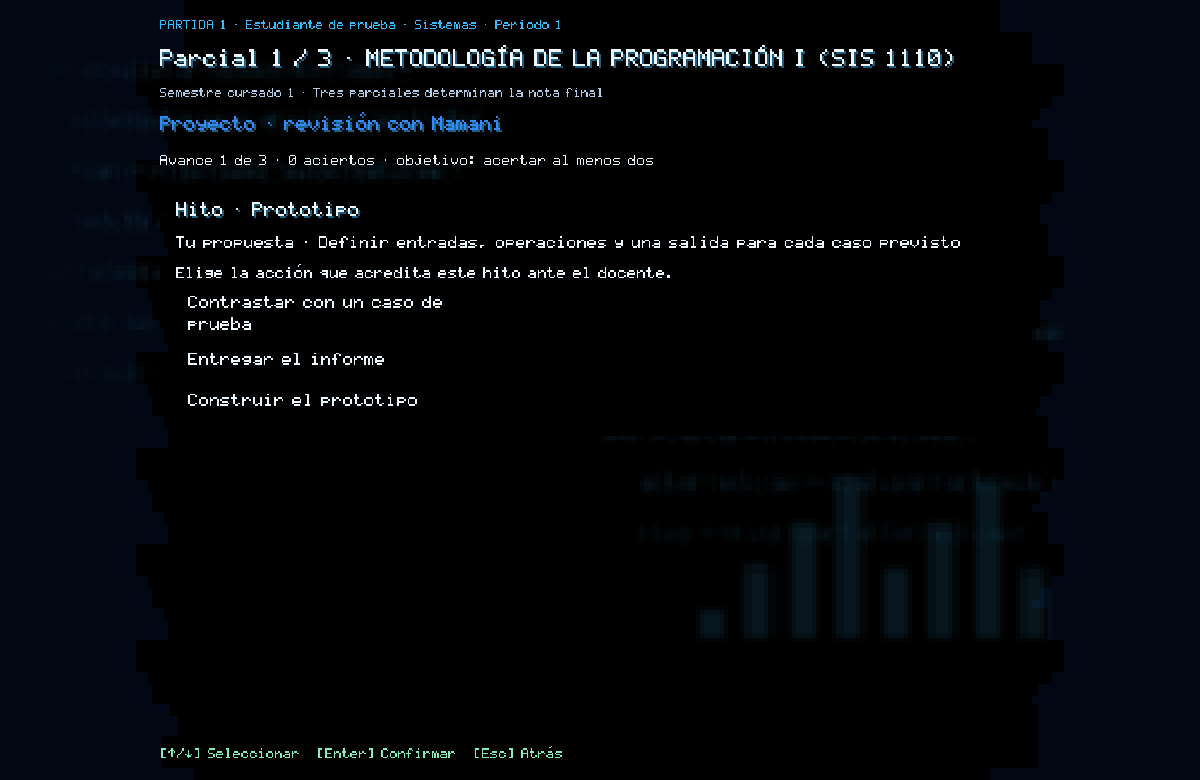 PARTIDA 1 · Estudiante de prueba · Sistemas · Periodo 1
Parcial 1 / 3 · METODOLOGÍA DE LA PROGRAMACIÓN I (SIS 1110)
Semestre cursado 1 · Tres parciales determinan la nota final
Proyecto · revisión con Mamani
Avance 1 de 3 · 0 aciertos · objetivo: acertar al menos dos
Hito · Prototipo
Tu propuesta · Definir entradas, operaciones y una salida para cada caso previsto
Elige la acción que acredita este hito ante el docente.
Contrastar con un caso de
prueba
Entregar el informe
Construir el prototipo
[↑/↓] Seleccionar [Enter] Confirmar [Esc] Atrás